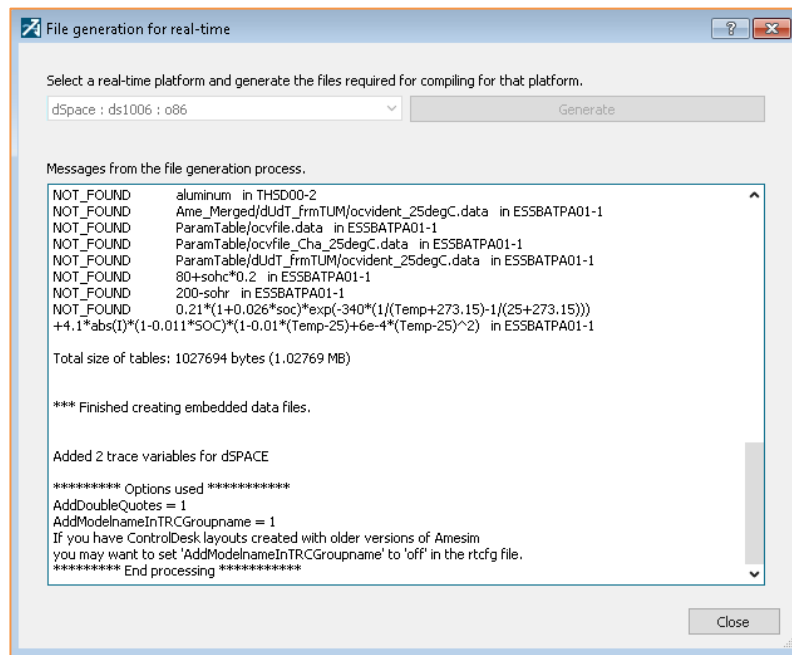 File generation for real-time
Select a real-time platform and generate the files required for compiling for that platform.
dSpace : ds1006 : o86
Generate
Messages from the file generation process.
NOT_FOUND aluminum in THSD00-2
NOT_FOUND Ame_Merged/dUdT_frmTUM/ocvident_25degC.data in ESSBATPA01-1
NOT_FOUND ParamTable/ocvfile.data in ESSBATPA01-1
NOT_FOUND ParamTable/ocvfile_Cha_25degC.data in ESSBATPA01-1
NOT_FOUND ParamTable/dUdT_frmTUM/ocvident_25degC.data in ESSBATPA01-1
NOT_FOUND 80+sohc*0.2 in ESSBATPA01-1
NOT_FOUND 200-sohr in ESSBATPA01-1
NOT_FOUND 0.21*(1+0.026*soc)*exp(-340*(1/(Temp+273.15)-1/(25+273.15)))
+4.1*abs(I)*(1-0.011*SOC)*(1-0.01*(Temp-25)+6e-4*(Temp-25)^2) in ESSBATPA01-1
Total size of tables: 1027694 bytes (1.02769 MB)
*** Finished creating embedded data files.
Added 2 trace variables for dSPACE
********* Options used ***********
AddDoubleQuotes = 1
AddModelnameInTRCGroupname = 1
If you have ControlDesk layouts created with older versions of Amesim
you may want to set 'AddModelnameInTRCGroupname' to 'off' in the rtcfg file.
********* End processing ***********
Close